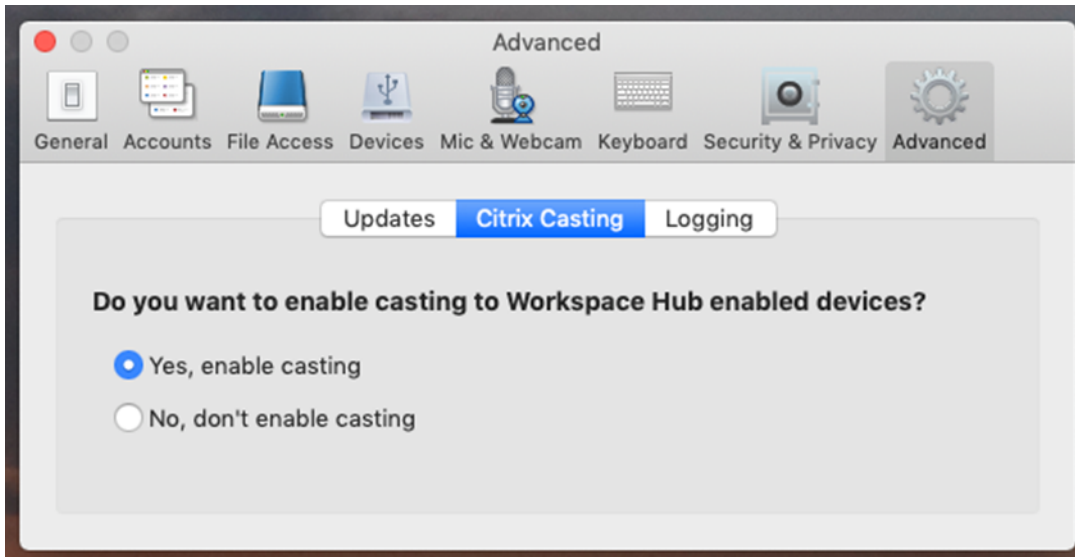 Advanced
General Accounts File Access Devices Mic & Webcam Keyboard Security & Privacy Advanced
Updates Citrix Casting Logging
Do you want to enable casting to Workspace Hub enabled devices?
Yes, enable casting
No, don't enable casting